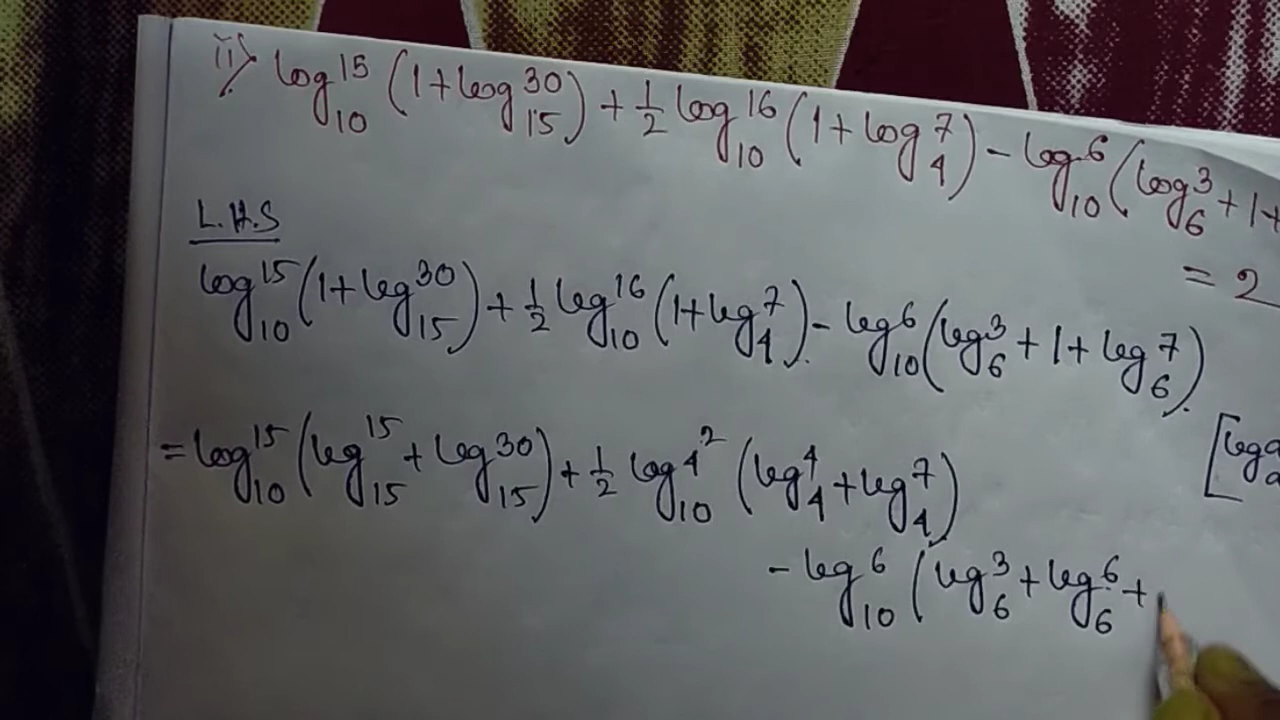 ii) log₁₀15 (1 + log₁₅30) + 1/2 log₁₀16 (1 + log₄7) - log₁₀6 (log₆3 + 1 +
= 2
L.H.S
log₁₀15 (1 + log₁₅30) + 1/2 log₁₀16 (1 + log₄7) - log₁₀6 (log₆3 + 1 + log₆7)
= log₁₀15 (log₁₅15 + log₁₅30) + 1/2 log₁₀4² (log₄4 + log₄7)
[logₐa
- log₁₀6 (log₆3 + log₆6 +